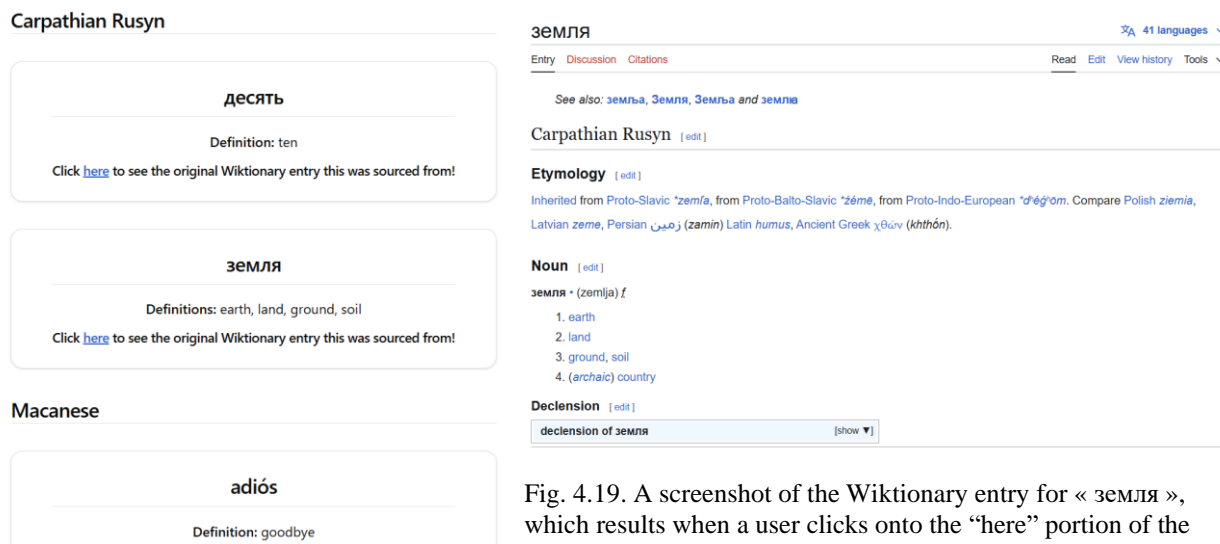 Carpathian Rusyn
десять
Definition: ten
Click here to see the original Wiktionary entry this was sourced from!
земля
Definitions: earth, land, ground, soil
Click here to see the original Wiktionary entry this was sourced from!
Macanese
adiós
Definition: goodbye
земля
41 languages
Entry Discussion Citations
Read Edit View history Tools
See also: земљa, Земля, Земља and землꙗ
Carpathian Rusyn [edit]
Etymology [edit]
Inherited from Proto-Slavic *zemľa, from Proto-Balto-Slavic *źémē, from Proto-Indo-European *dʰéǵʰōm. Compare Polish ziemia,
Latvian zeme, Persian زمین (zamin) Latin humus, Ancient Greek χθών (khthṓn).
Noun [edit]
земля • (zemlja) f
1. earth
2. land
3. ground, soil
4. (archaic) country
Declension [edit]
declension of земля [show ▼]
Fig. 4.19. A screenshot of the Wiktionary entry for « земля »,
which results when a user clicks onto the “here” portion of the